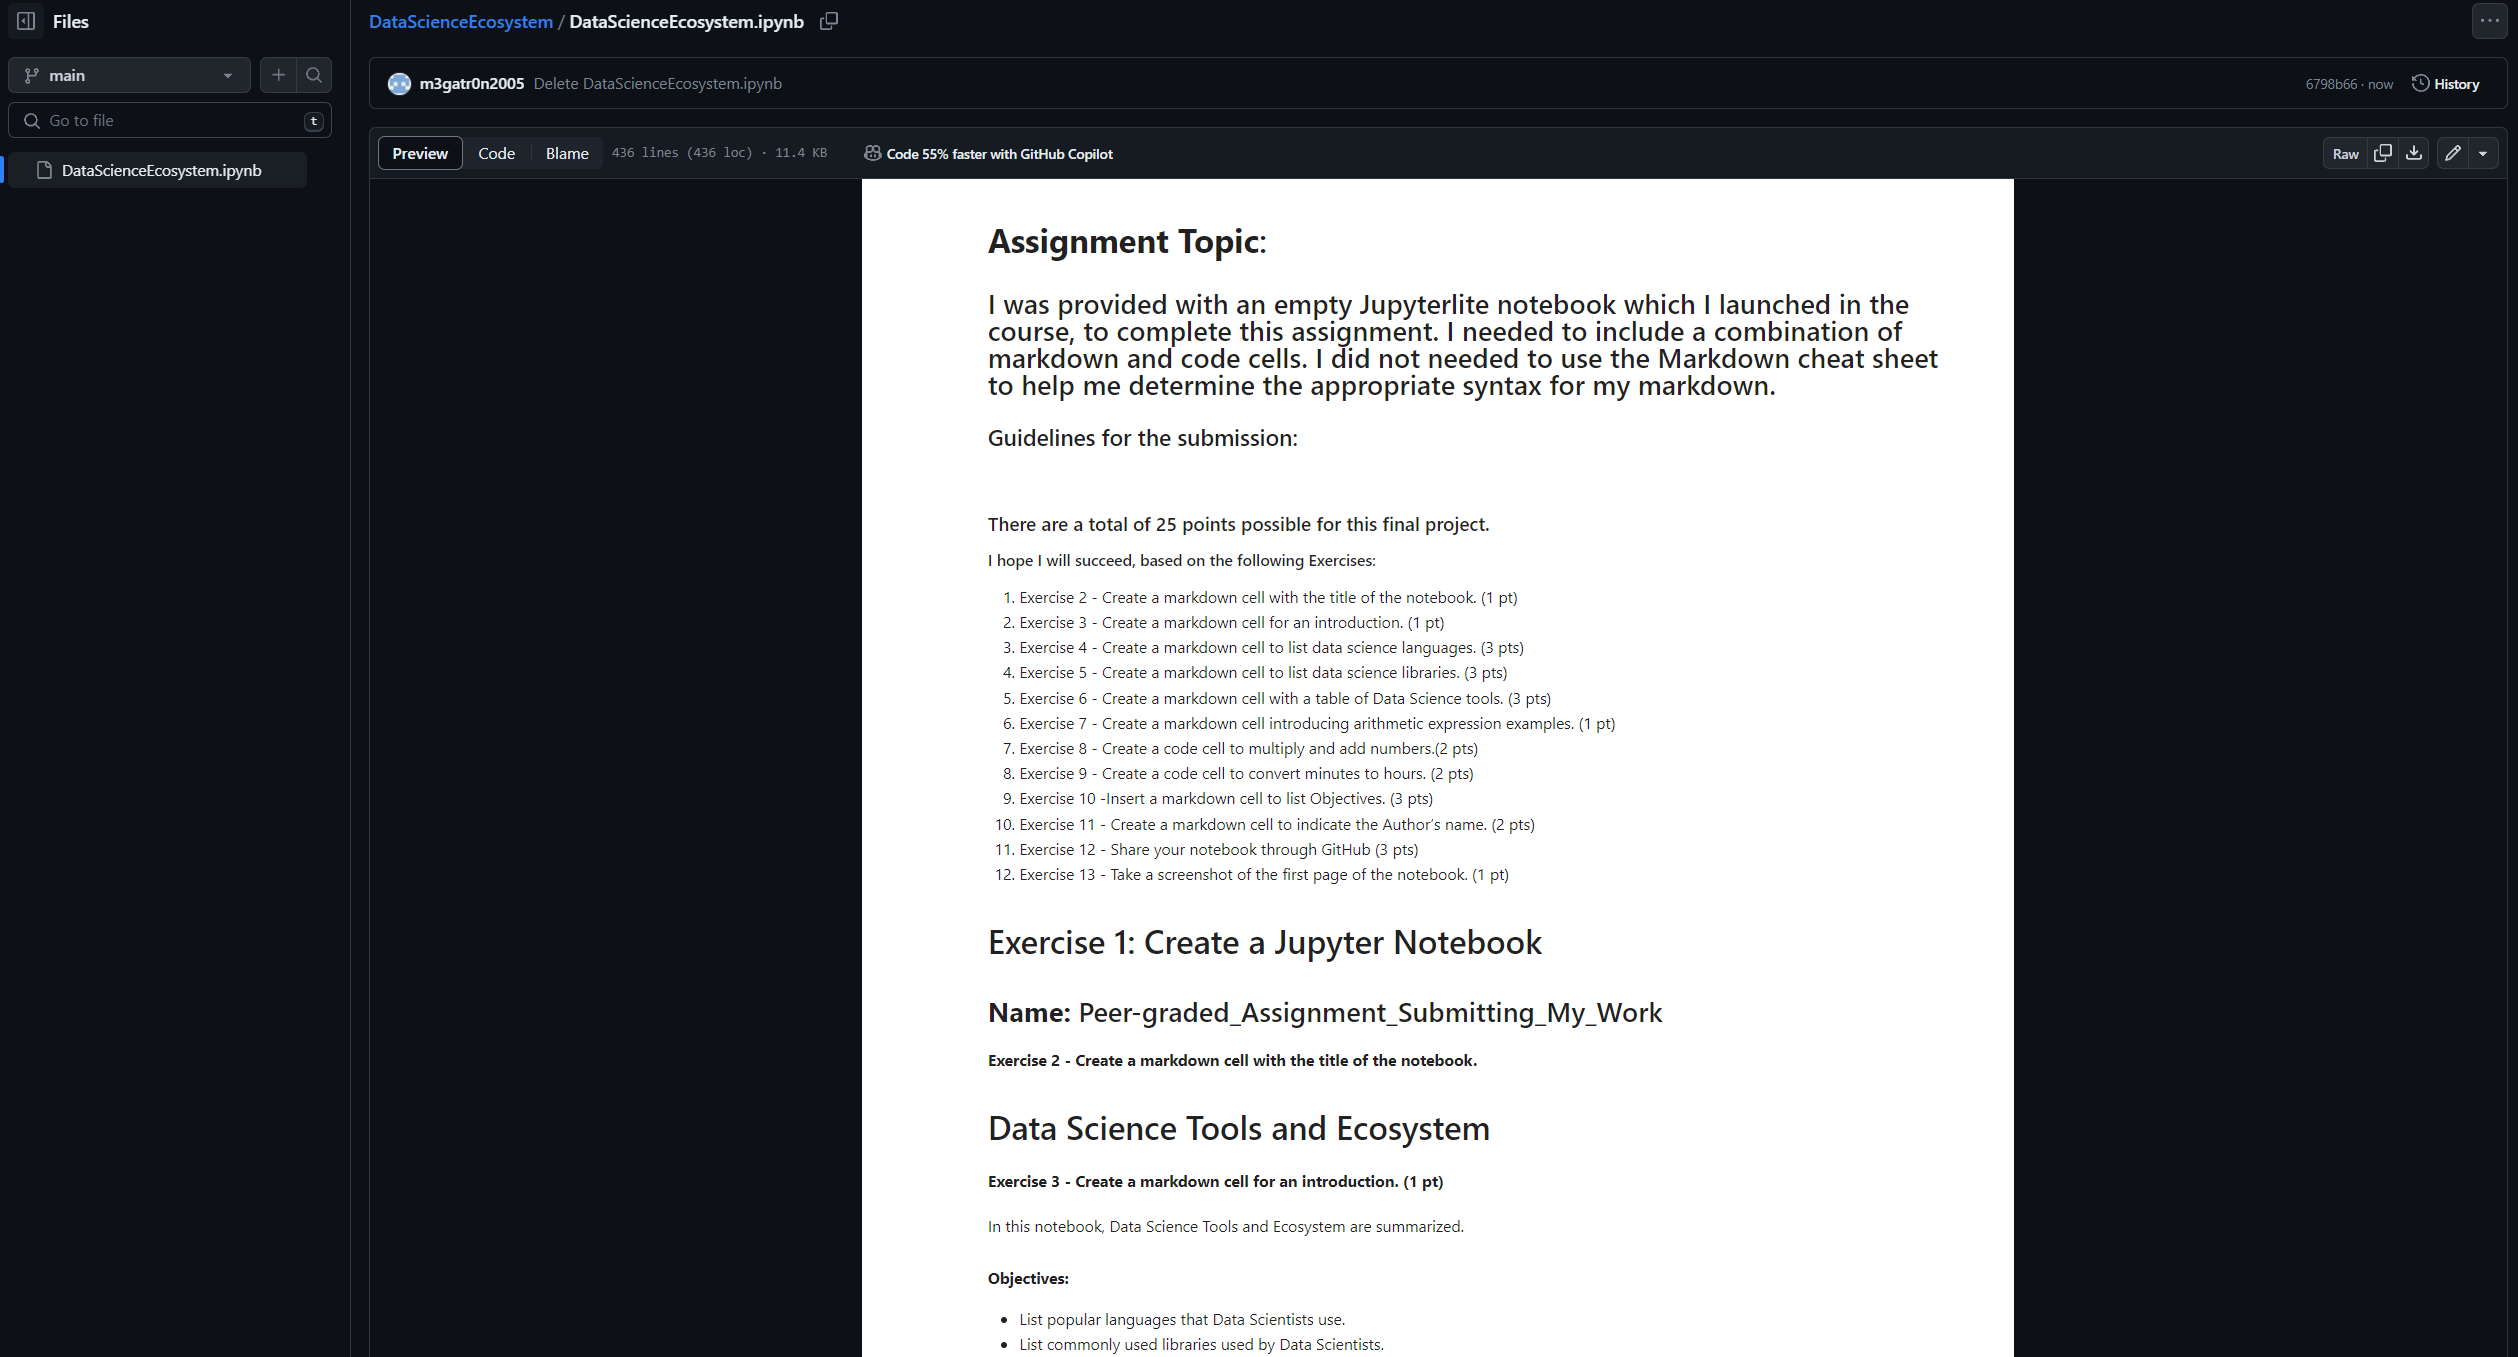 Files
DataScienceEcosystem / DataScienceEcosystem.ipynb
main
m3gatr0n2005 Delete DataScienceEcosystem.ipynb
6798b66 · now History
Go to file t
Preview Code Blame 436 lines (436 loc) · 11.4 KB Code 55% faster with GitHub Copilot
Raw
DataScienceEcosystem.ipynb
Assignment Topic:
I was provided with an empty Jupyterlite notebook which I launched in the
course, to complete this assignment. I needed to include a combination of
markdown and code cells. I did not needed to use the Markdown cheat sheet
to help me determine the appropriate syntax for my markdown.
Guidelines for the submission:
There are a total of 25 points possible for this final project.
I hope I will succeed, based on the following Exercises:
1. Exercise 2 - Create a markdown cell with the title of the notebook. (1 pt)
2. Exercise 3 - Create a markdown cell for an introduction. (1 pt)
3. Exercise 4 - Create a markdown cell to list data science languages. (3 pts)
4. Exercise 5 - Create a markdown cell to list data science libraries. (3 pts)
5. Exercise 6 - Create a markdown cell with a table of Data Science tools. (3 pts)
6. Exercise 7 - Create a markdown cell introducing arithmetic expression examples. (1 pt)
7. Exercise 8 - Create a code cell to multiply and add numbers.(2 pts)
8. Exercise 9 - Create a code cell to convert minutes to hours. (2 pts)
9. Exercise 10 -Insert a markdown cell to list Objectives. (3 pts)
10. Exercise 11 - Create a markdown cell to indicate the Author's name. (2 pts)
11. Exercise 12 - Share your notebook through GitHub (3 pts)
12. Exercise 13 - Take a screenshot of the first page of the notebook. (1 pt)
Exercise 1: Create a Jupyter Notebook
Name: Peer-graded_Assignment_Submitting_My_Work
Exercise 2 - Create a markdown cell with the title of the notebook.
Data Science Tools and Ecosystem
Exercise 3 - Create a markdown cell for an introduction. (1 pt)
In this notebook, Data Science Tools and Ecosystem are summarized.
Objectives:
• List popular languages that Data Scientists use.
• List commonly used libraries used by Data Scientists.